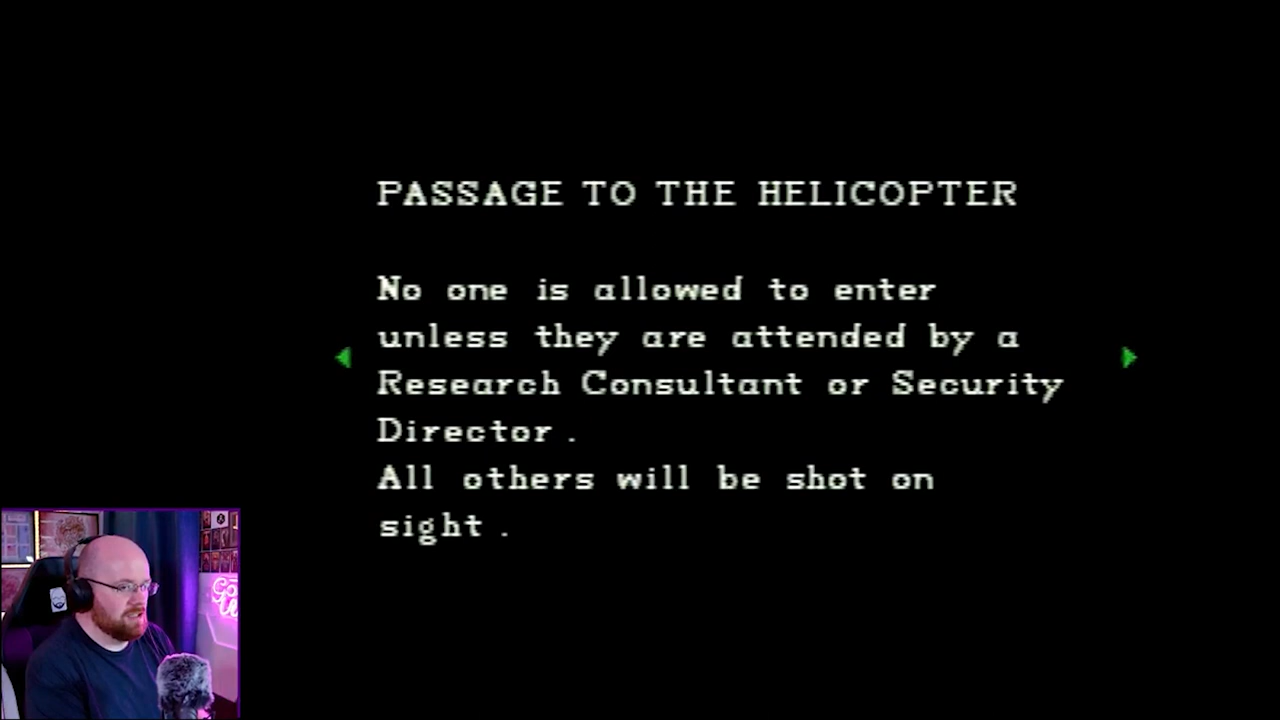 PASSAGE TO THE HELICOPTER
No one is allowed to enter
unless they are attended by a
Research Consultant or Security
Director .
All others will be shot on
sight .